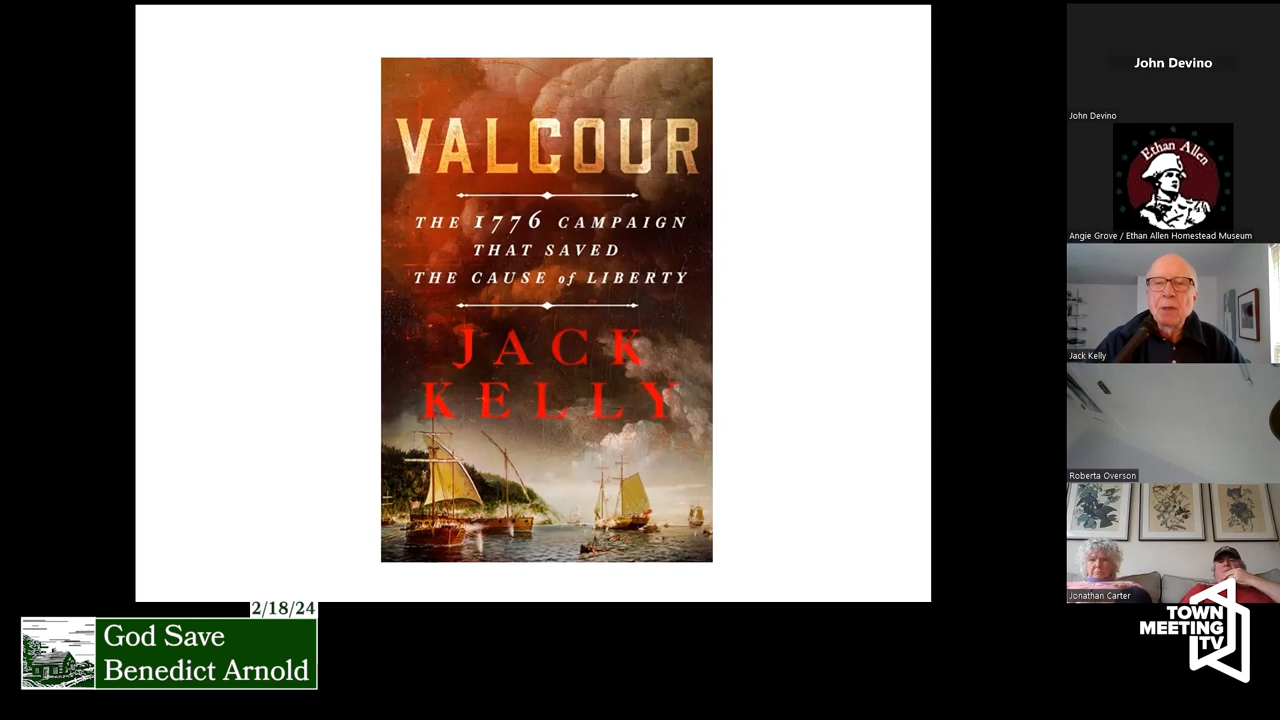 VALCOUR
THE 1776 CAMPAIGN
THAT SAVED
THE CAUSE of LIBERTY
JACK
KELLY
John Devino
John Devino
Ethan Allen
Angie Grove / Ethan Allen Homestead Museum
Jack Kelly
Roberta Overson
Jonathan Carter
2/18/24
God Save
Benedict Arnold
TOWN
MEETING
TV